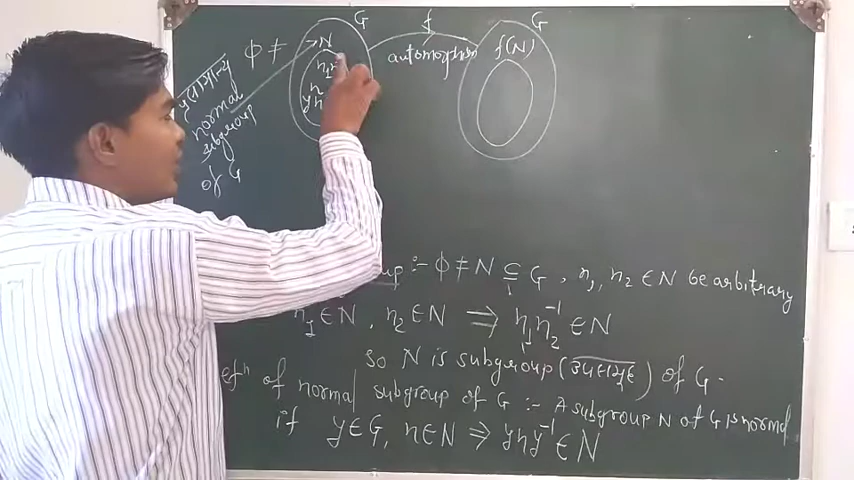 G
f
G
ϕ ≠
N
automorphism
f(N)
normal
subgroup
of G
:- ϕ ≠ N ⊆ G, n₁, n₂ ∈ N be arbitrary
n₁ ∈ N, n₂ ∈ N ⇒ n₁n₂⁻¹ ∈ N
so N is subgroup (उपसमूह) of G.
of normal subgroup of G :- A subgroup N of G is normal
if y ∈ G, n ∈ N ⇒ yny⁻¹ ∈ N